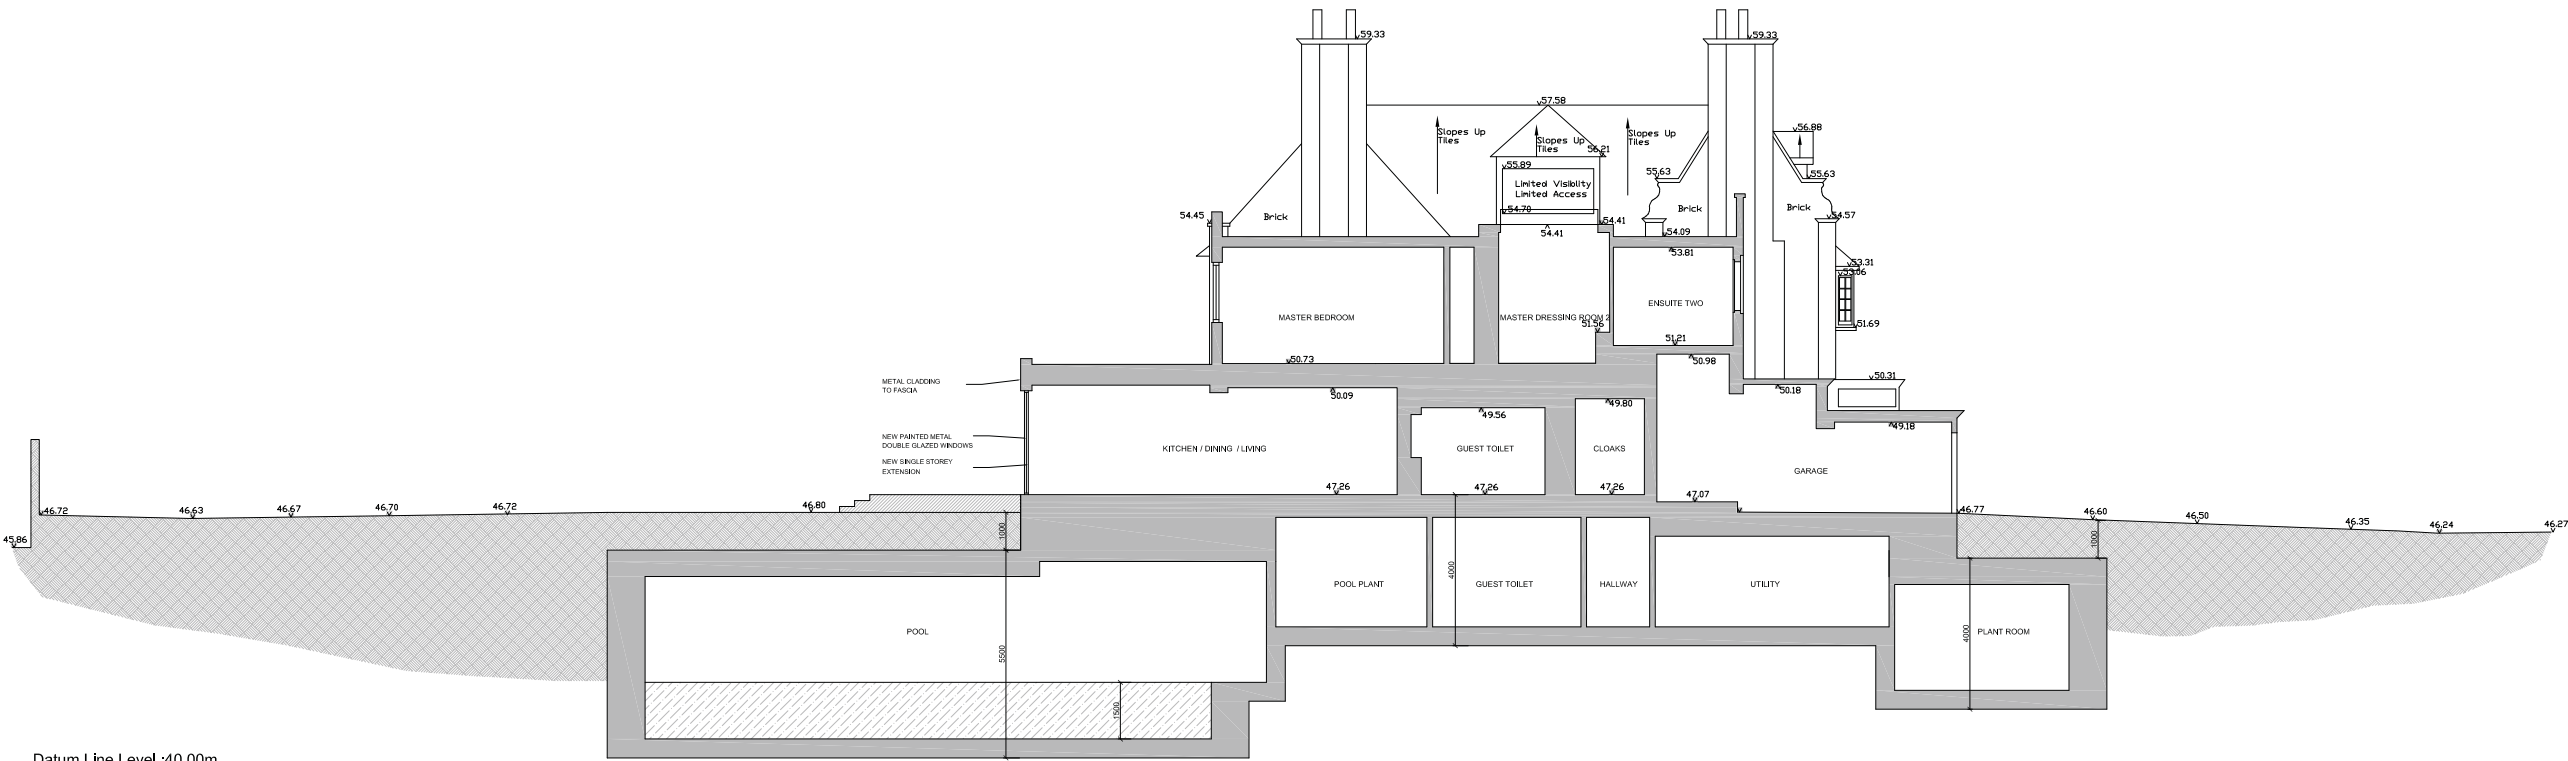 59.33
59.33
57.58
56.88
Slopes Up
Tiles
Slopes Up
Tiles
Slopes Up
Tiles
56.21
55.89
55.63
55.63
Limited Visiblity
Limited Access
54.70
54.45
Brick
Brick
Brick
54.57
54.41
54.41
54.09
53.81
53.31
53.06
MASTER BEDROOM
MASTER DRESSING ROOM 2
ENSUITE TWO
51.56
51.69
51.21
50.73
50.98
METAL CLADDING
TO FASCIA
50.31
50.09
50.18
49.80
49.56
49.18
NEW PAINTED METAL
DOUBLE GLAZED WINDOWS
NEW SINGLE STOREY
EXTENSION
KITCHEN / DINING / LIVING
GUEST TOILET
CLOAKS
GARAGE
47.26
47.26
47.26
47.07
46.72
46.63
46.67
46.70
46.72
46.80
46.77
46.60
46.50
46.35
46.24
46.27
45.86
1000
1000
4000
POOL PLANT
GUEST TOILET
HALLWAY
UTILITY
POOL
PLANT ROOM
5500
4000
1500
Datum Line Level :40.00m